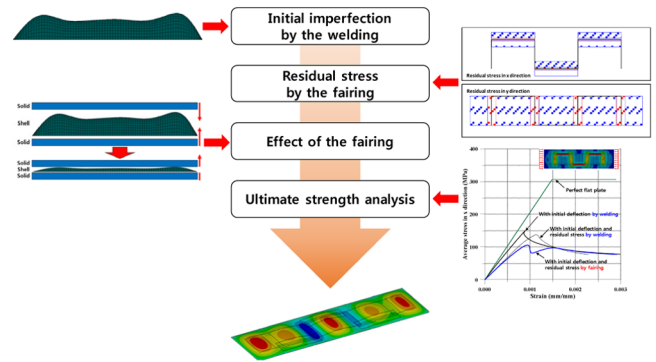 Initial imperfection
by the welding
Residual stress
by the fairing
Residual stress in x direction
Residual stress in y direction
Solid
Shell
Solid
Solid
Shell
Solid
Effect of the fairing
Ultimate strength analysis
Average stress in x direction (MPa)
400
300
200
100
0
Perfect flat plate
With initial deflection by welding
With initial deflection and
residual stress by welding
With initial deflection and
residual stress by fairing
0.000
0.001
0.002
0.003
Strain (mm/mm)